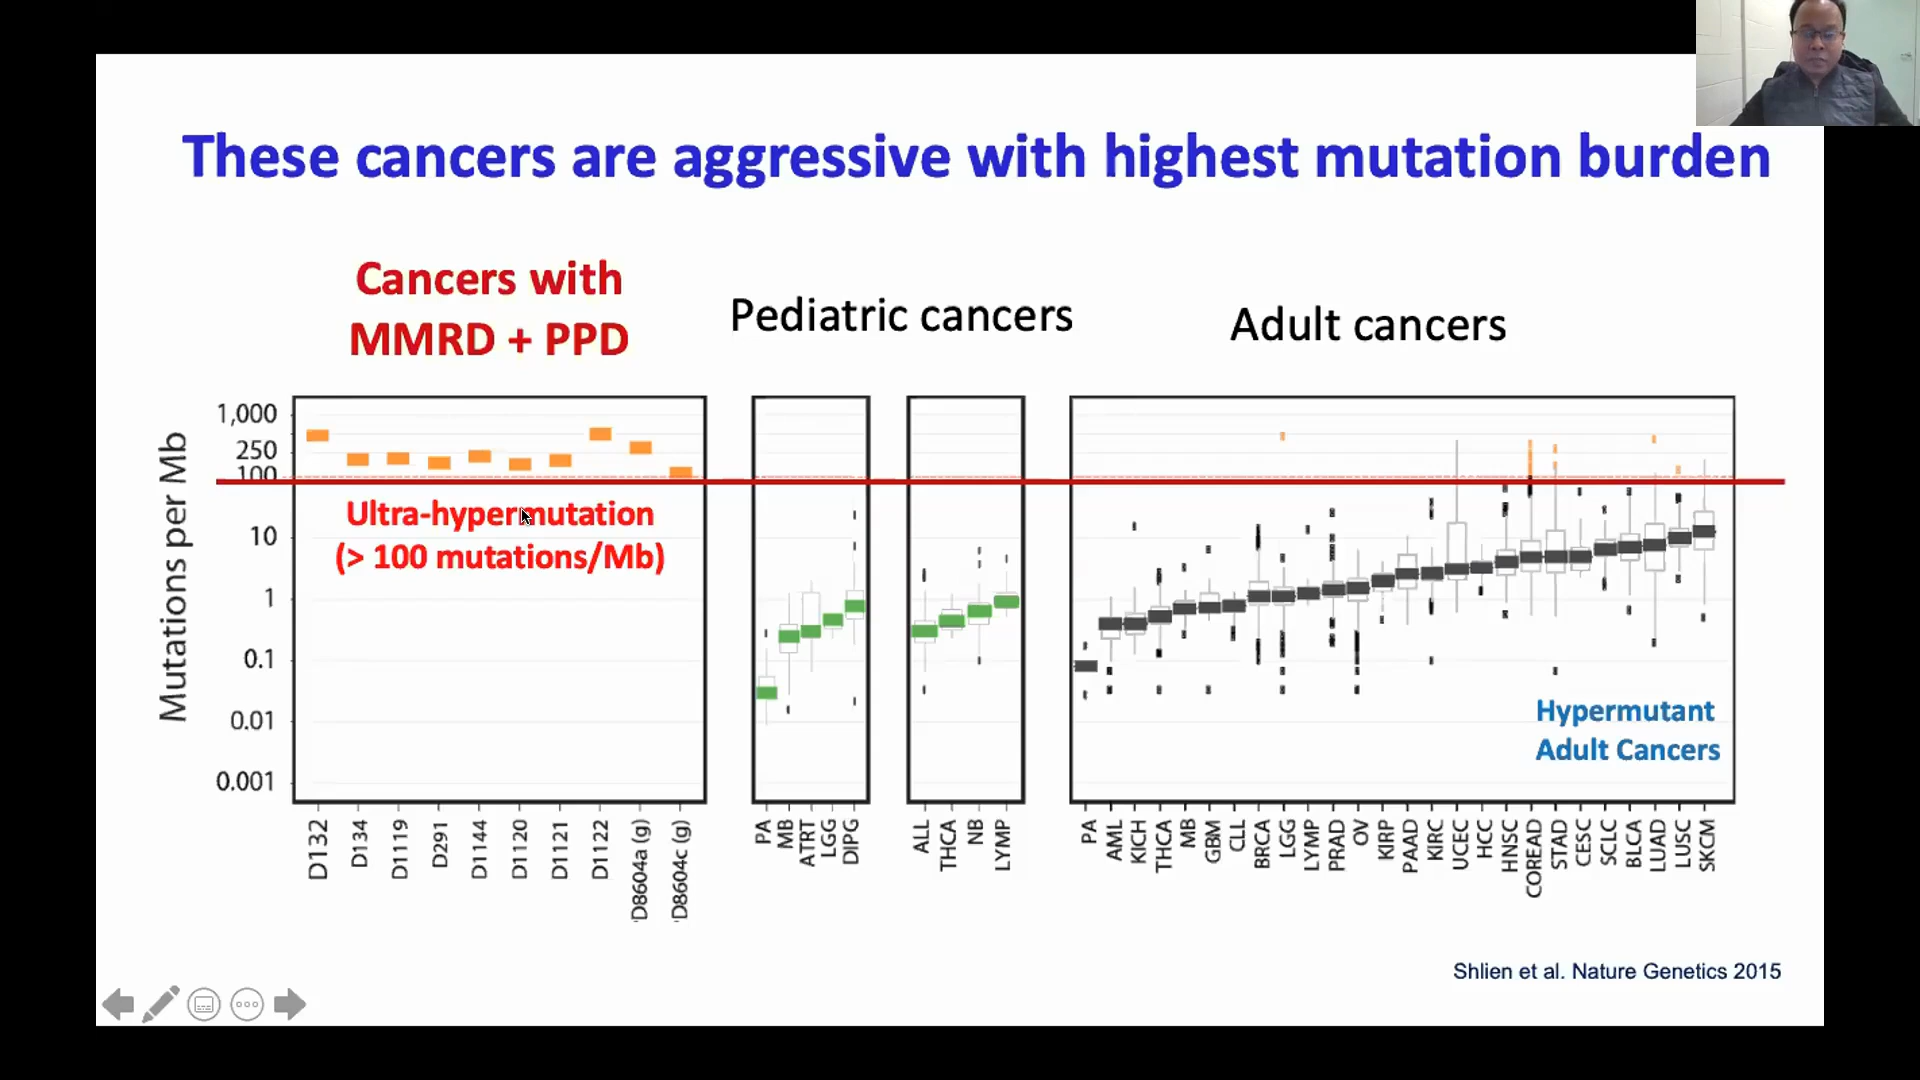 These cancers are aggressive with highest mutation burden
Cancers with
MMRD + PPD
Pediatric cancers
Adult cancers
Mutations per Mb
1,000
250
100
10
1
0.1
0.01
0.001
Ultra-hypermutation
(> 100 mutations/Mb)
Hypermutant
Adult Cancers
D132
D134
D1119
D291
D1144
D1120
D1121
D1122
D8604a (g)
D8604c (g)
PA
MB
ATRT
LGG
DIPG
ALL
THCA
NB
LYMP
PA
AML
KICH
THCA
MB
GBM
CLL
BRCA
LGG
LYMP
PRAD
OV
KIRP
PAAD
KIRC
UCEC
HCC
HNSC
COREAD
STAD
CESC
SCLC
BLCA
LUAD
LUSC
SKCM
Shlien et al. Nature Genetics 2015